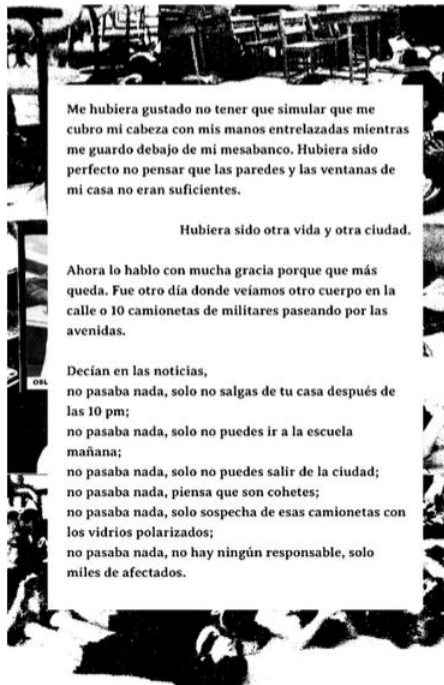 Me hubiera gustado no tener que simular que me
cubro mi cabeza con mis manos entrelazadas mientras
me guardo debajo de mi mesabanco. Hubiera sido
perfecto no pensar que las paredes y las ventanas de
mi casa no eran suficientes.
Hubiera sido otra vida y otra ciudad.
Ahora lo hablo con mucha gracia porque que más
queda. Fue otro día donde veíamos otro cuerpo en la
calle o 10 camionetas de militares paseando por las
avenidas.
Decían en las noticias,
no pasaba nada, solo no salgas de tu casa después de
las 10 pm;
no pasaba nada, solo no puedes ir a la escuela
mañana;
no pasaba nada, solo no puedes salir de la ciudad;
no pasaba nada, piensa que son cohetes;
no pasaba nada, solo sospecha de esas camionetas con
los vidrios polarizados;
no pasaba nada, no hay ningún responsable, solo
miles de afectados.